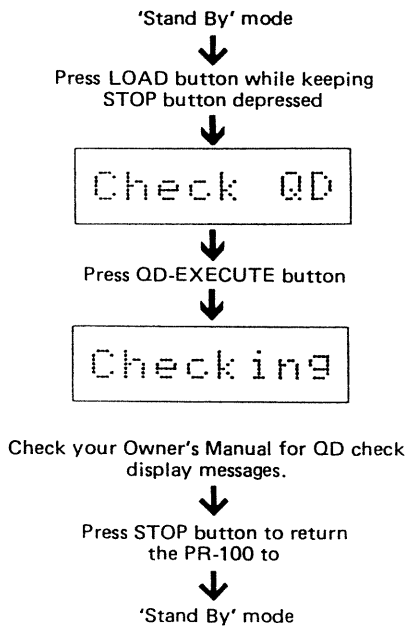 'Stand By' mode
Press LOAD button while keeping
STOP button depressed
Check QD
Press QD-EXECUTE button
Checking
Check your Owner's Manual for QD check
display messages.
Press STOP button to return
the PR-100 to
'Stand By' mode